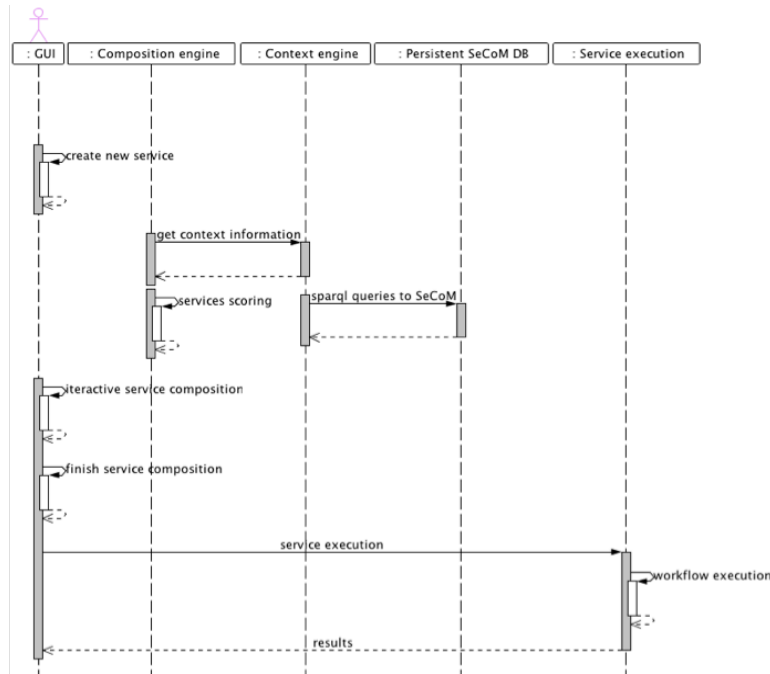 : GUI
: Composition engine
: Context engine
: Persistent SeCoM DB
: Service execution
create new service
get context information
services scoring
sparql queries to SeCoM
iteractive service composition
finish service composition
service execution
workflow execution
results